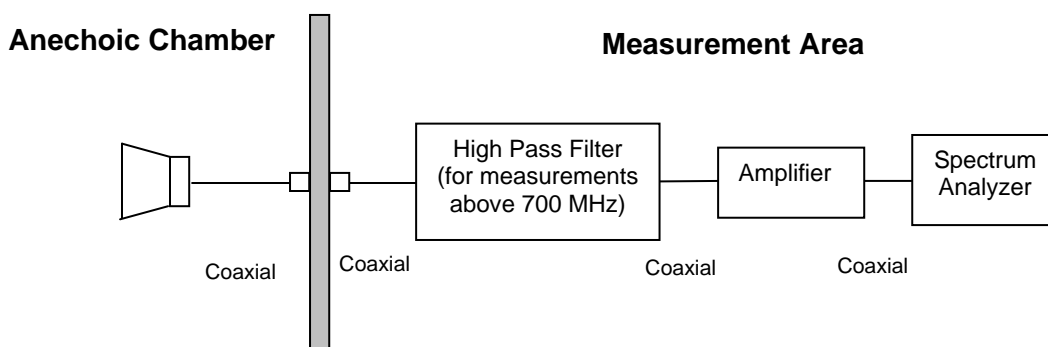 Anechoic Chamber
Measurement Area
High Pass Filter
(for measurements
above 700 MHz)
Amplifier
Spectrum
Analyzer
Coaxial
Coaxial
Coaxial
Coaxial